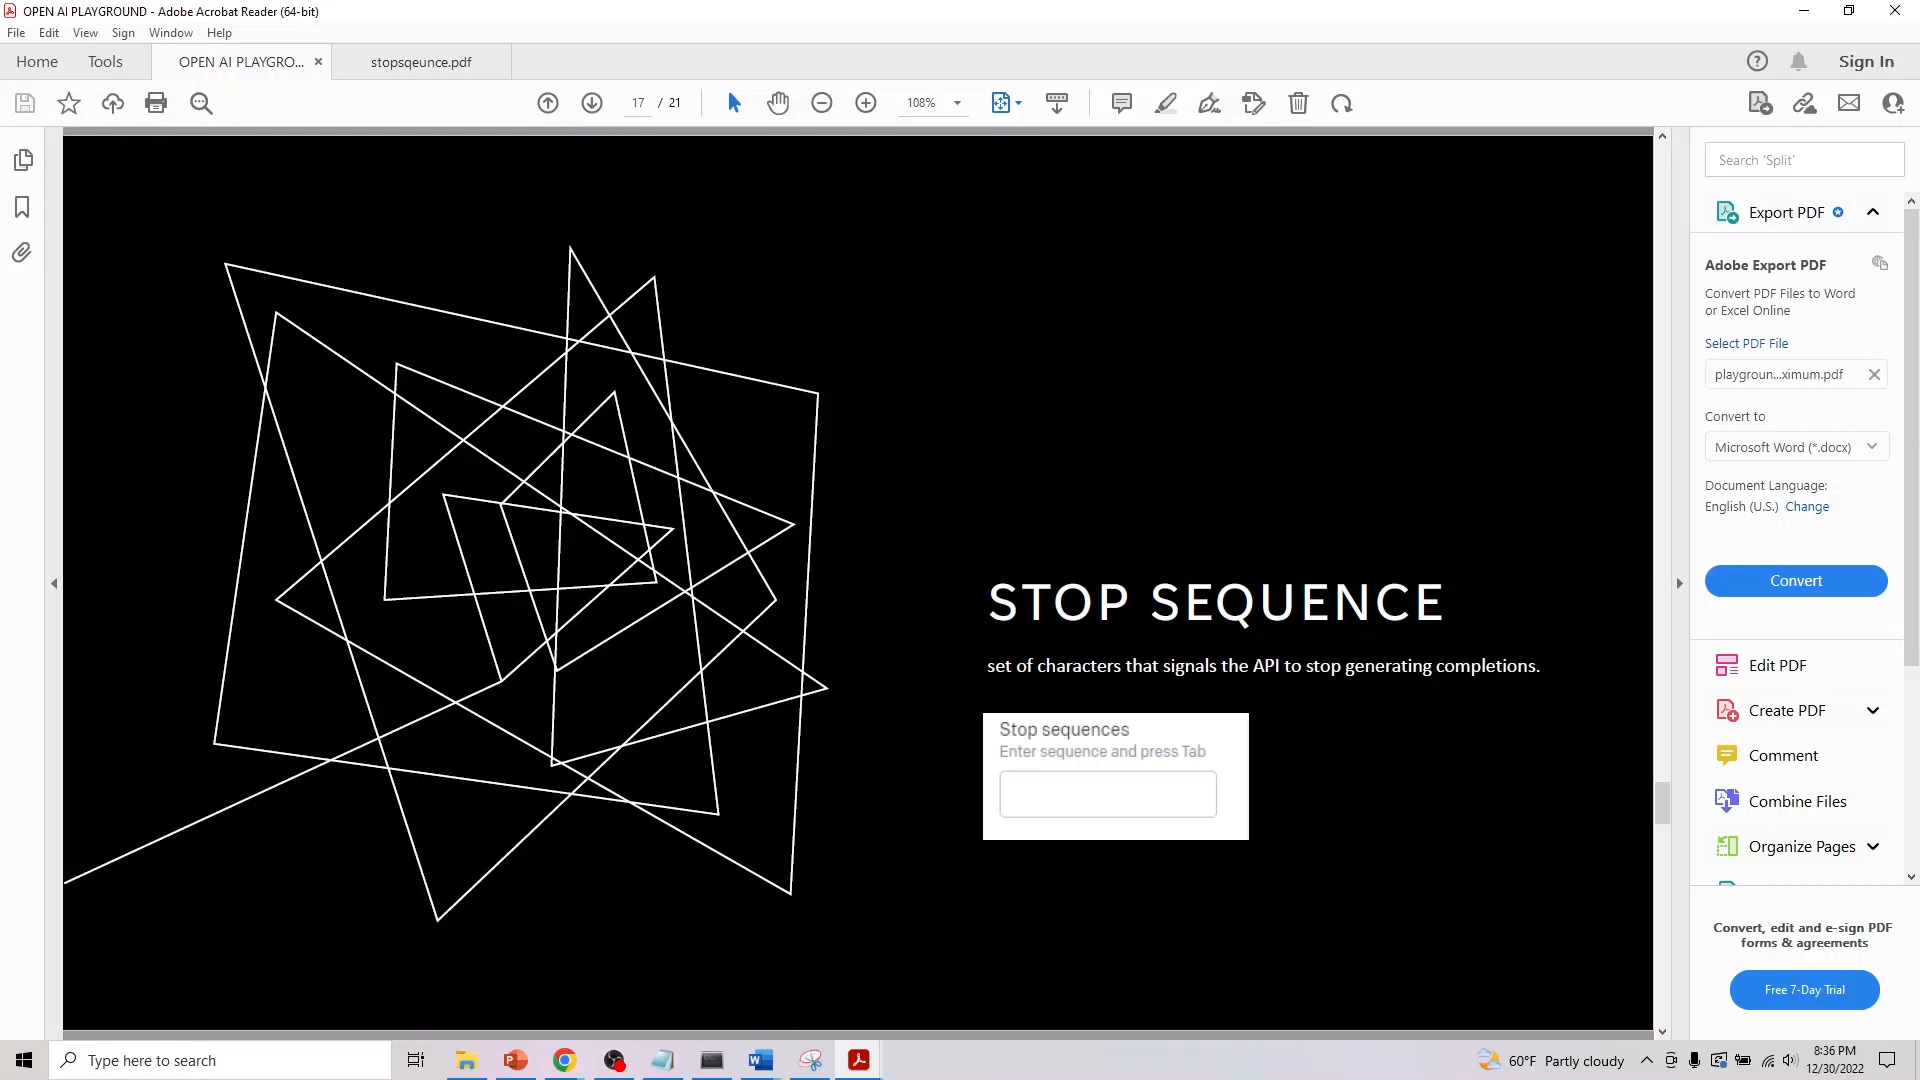 OPEN AI PLAYGROUND - Adobe Acrobat Reader (64-bit)
File Edit View Sign Window Help
Home Tools OPEN AI PLAYGRO... stopsqeunce.pdf Sign In
17 / 21 108%
Search 'Split'
Export PDF
Adobe Export PDF
Convert PDF Files to Word
or Excel Online
Select PDF File
playgroun...ximum.pdf
Convert to
Microsoft Word (*.docx)
Document Language:
English (U.S.) Change
Convert
STOP SEQUENCE
set of characters that signals the API to stop generating completions.
Stop sequences
Enter sequence and press Tab
Edit PDF
Create PDF
Comment
Combine Files
Organize Pages
Convert, edit and e-sign PDF
forms & agreements
Free 7-Day Trial
Type here to search
60°F Partly cloudy
8:36 PM
12/30/2022